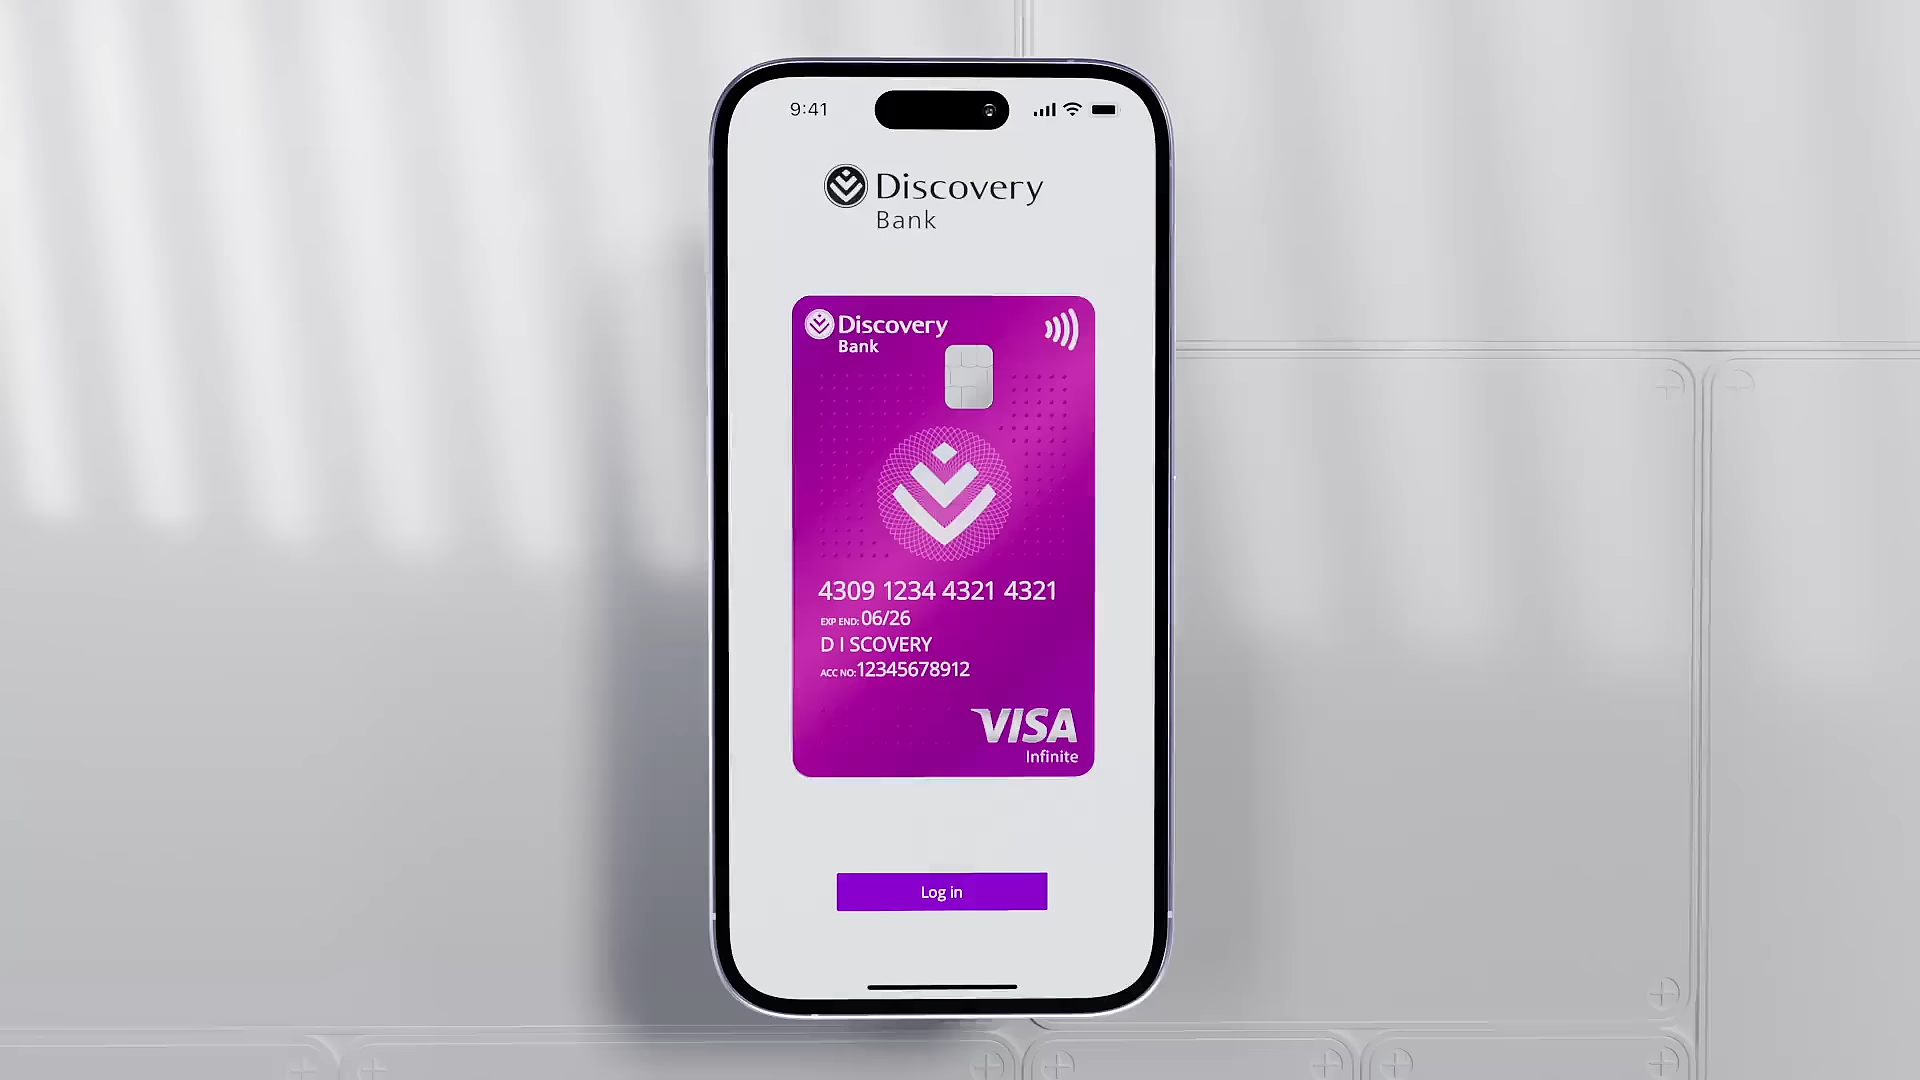 9:41
Discovery
Bank
Discovery
Bank
4309 1234 4321 4321
EXP END: 06/26
D I SCOVERY
ACC NO: 12345678912
VISA
Infinite
Log in